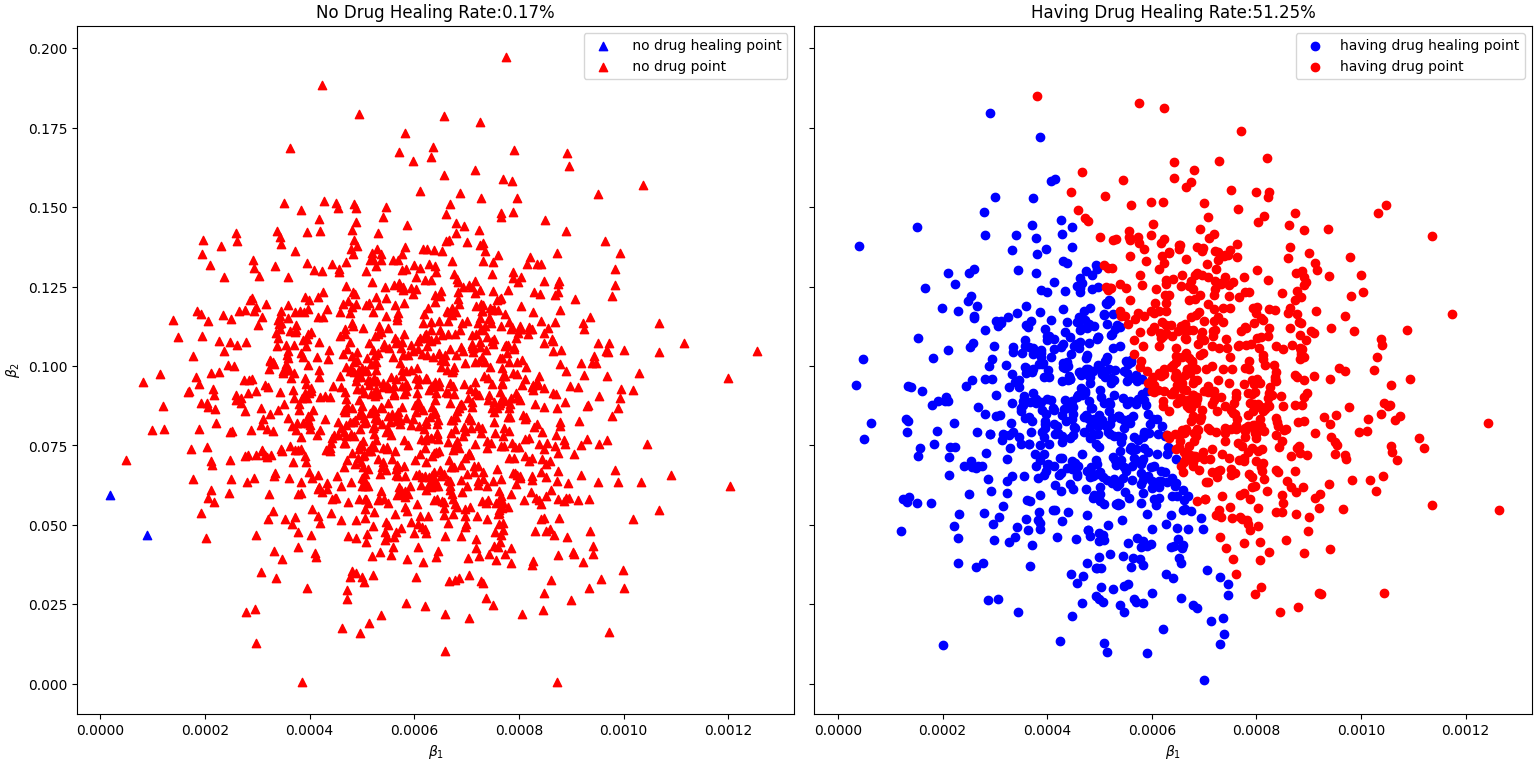 No Drug Healing Rate:0.17%
no drug healing point
no drug point
0.200
0.175
0.150
0.125
0.100
0.075
0.050
0.025
0.000
β2
0.0000 0.0002 0.0004 0.0006 0.0008 0.0010 0.0012
β1
Having Drug Healing Rate:51.25%
having drug healing point
having drug point
0.0000 0.0002 0.0004 0.0006 0.0008 0.0010 0.0012
β1